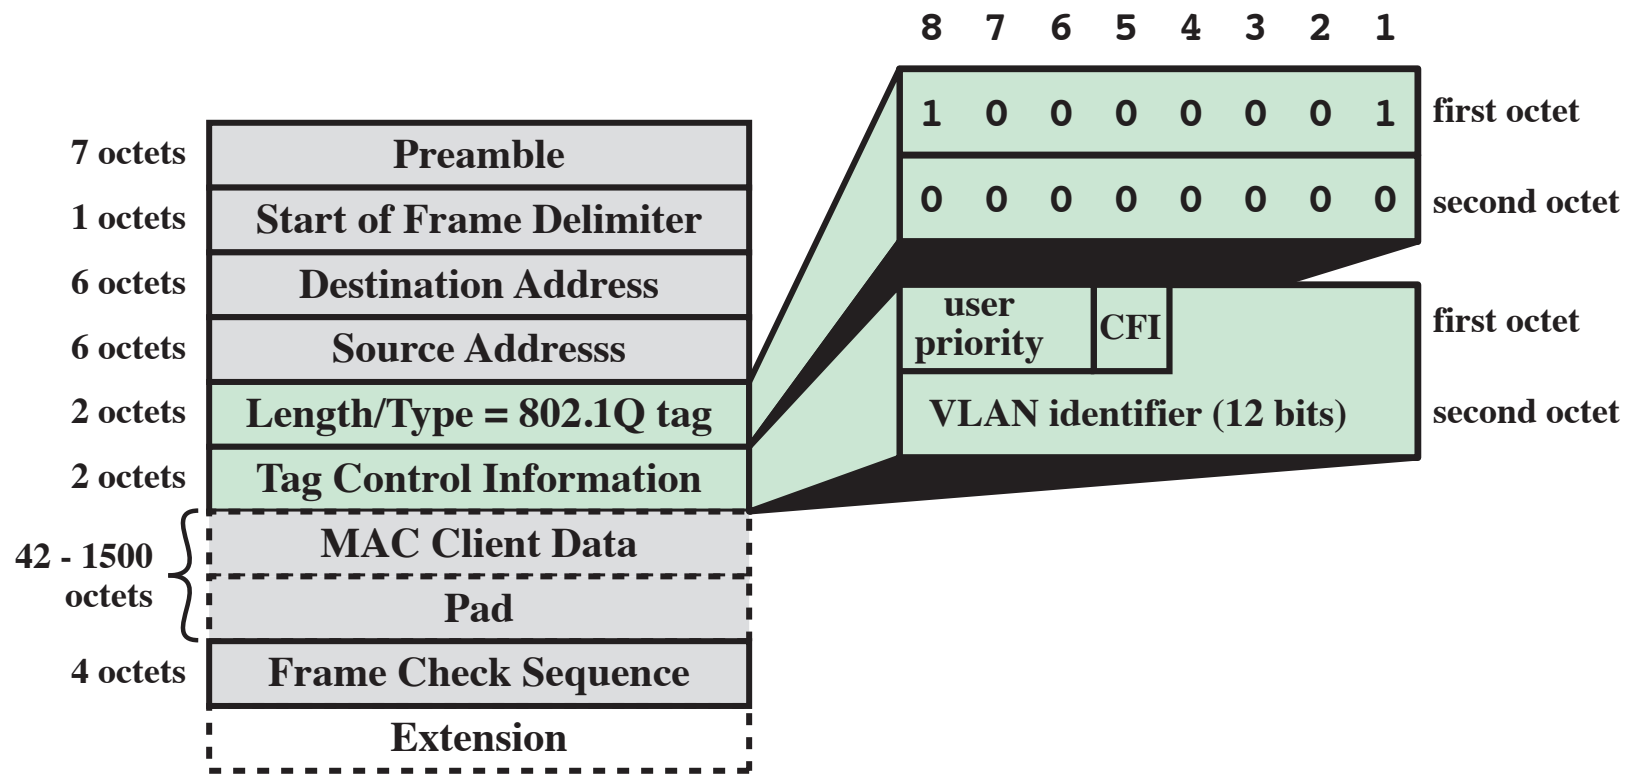 8 7 6 5 4 3 2 1
1 0 0 0 0 0 0 1 first octet
0 0 0 0 0 0 0 0 second octet
user
priority
CFI
first octet
VLAN identifier (12 bits)
second octet
7 octets Preamble
1 octets Start of Frame Delimiter
6 octets Destination Address
6 octets Source Addresss
2 octets Length/Type = 802.1Q tag
2 octets Tag Control Information
42 - 1500
octets
MAC Client Data
Pad
4 octets Frame Check Sequence
Extension